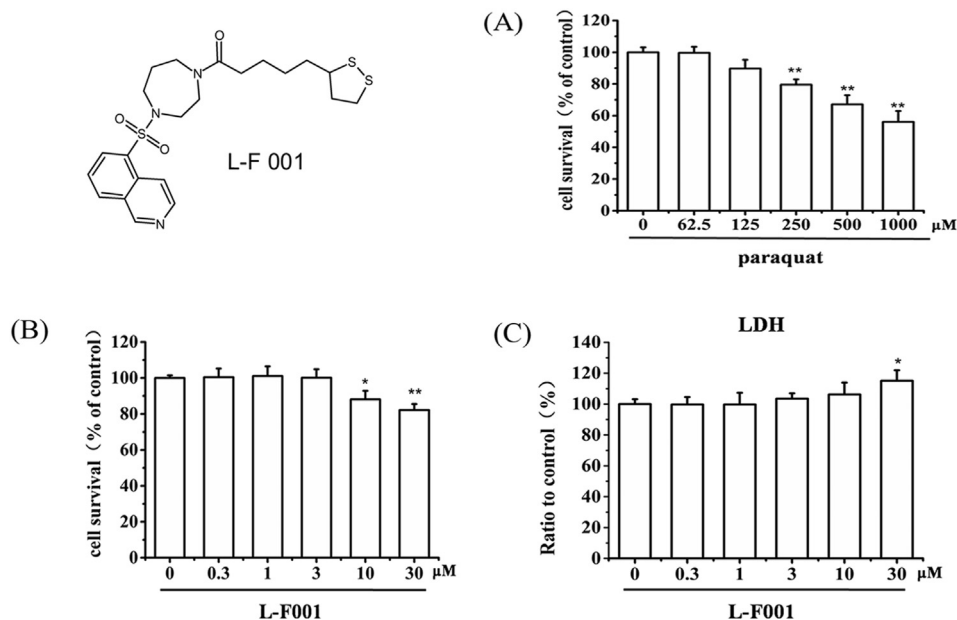 O
N
S
S
N
O
S
O
L-F 001
N
(A)
cell survival (% of control)
120
100
80
60
40
20
0
** ** **
0 62.5 125 250 500 1000 μM
paraquat
(B)
cell survival (% of control)
120
100
80
60
40
20
0
* **
0 0.3 1 3 10 30 μM
L-F001
(C)
LDH
Ratio to control (%)
140
120
100
80
60
40
20
0
*
0 0.3 1 3 10 30 μM
L-F001